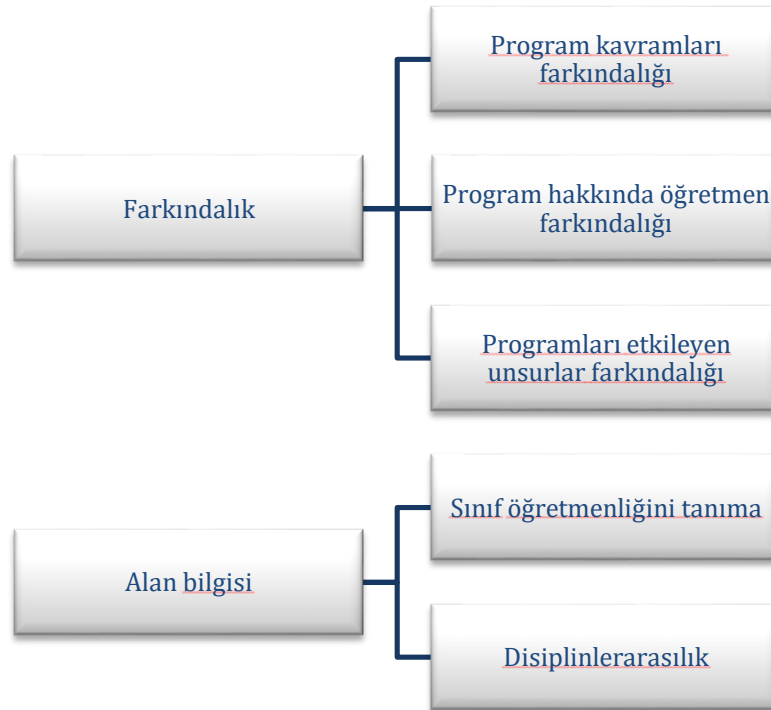 Program kavramları
farkındalığı
Farkındalık
Program hakkında öğretmen
farkındalığı
Programları etkileyen
unsurlar farkındalığı
Sınıf öğretmenliğini tanıma
Alan bilgisi
Disiplinlerarasılık